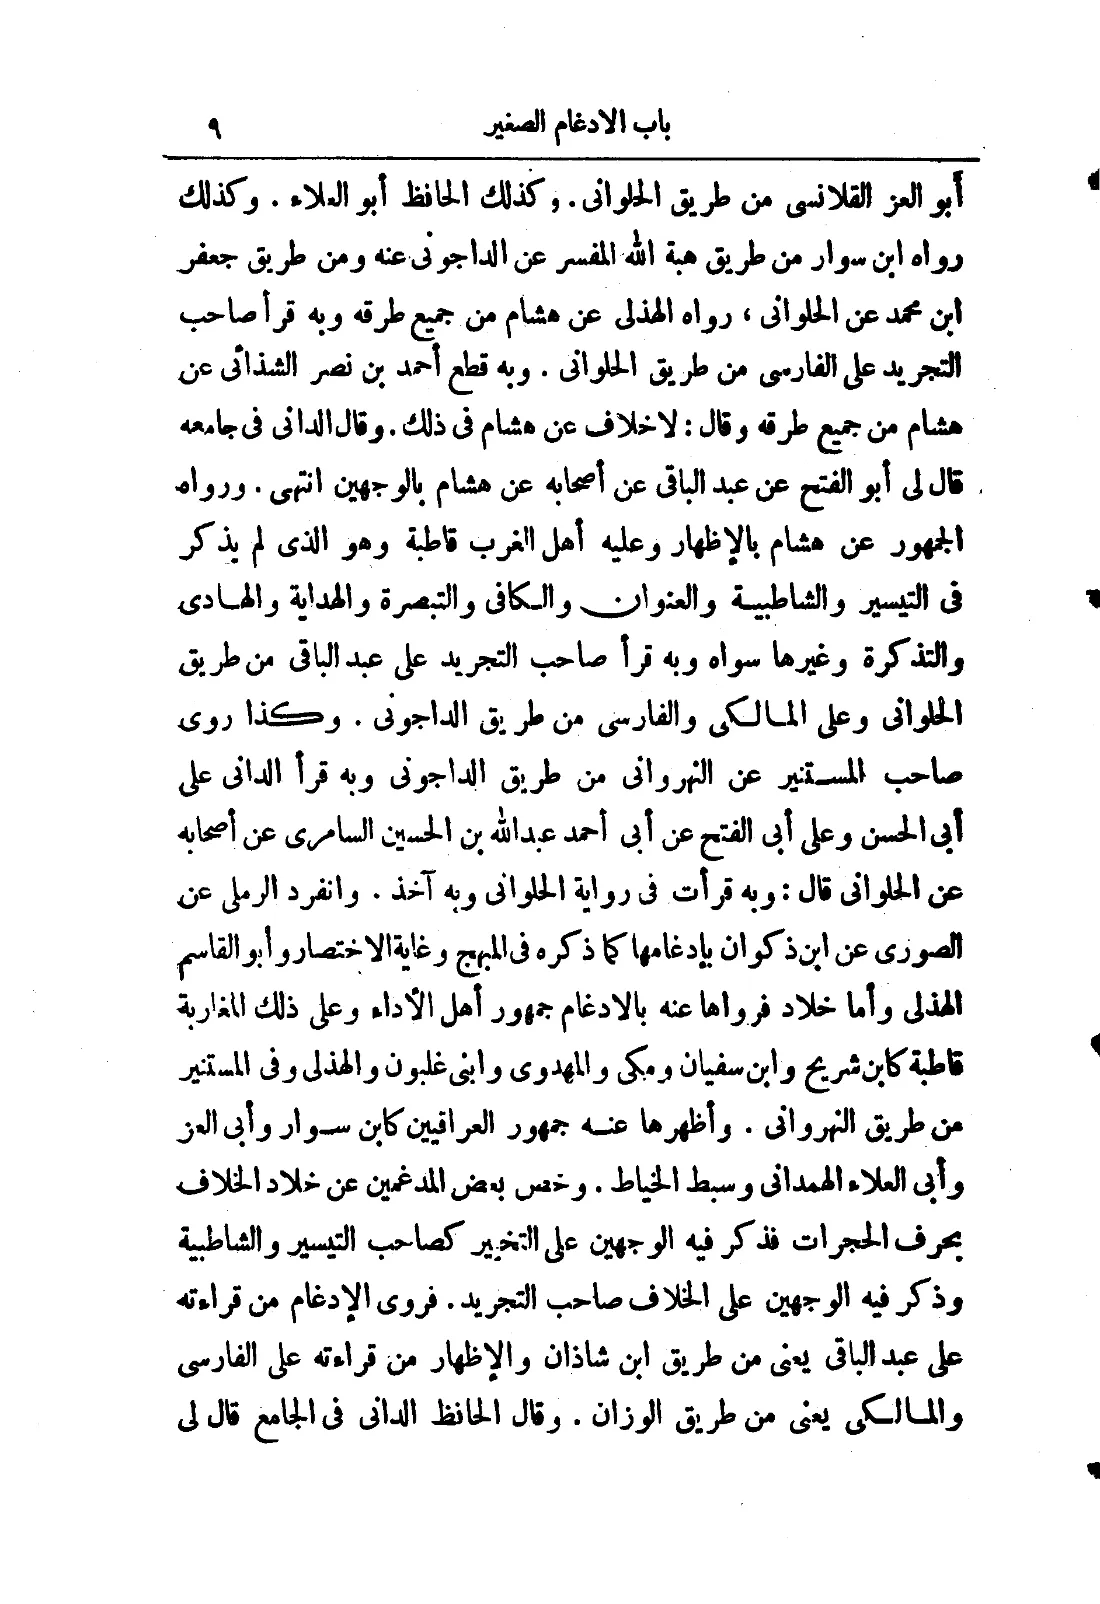 باب الادغام الصغير ٩
أبو العز القلانسى من طريق الحلوانى . وكذلك الحافظ أبو العلاء . وكذلك
رواه ابن سوار من طريق هبة الله المفسر عن الداجونى عنه ومن طريق جعفر
ابن محمد عن الحلوانى ، رواه الهذلى عن هشام من جميع طرقه وبه قرأ صاحب
التجريد على الفارسى من طريق الحلوانى . وبه قطع أحمد بن نصر الشذائى عن
هشام من جميع طرقه وقال : لا خلاف عن هشام فى ذلك . وقال الدانى فى جامعه
قال لى أبو الفتح عن عبد الباقى عن أصحابه عن هشام بالوجهين انتهى . ورواه
الجمهور عن هشام بالإظهار وعليه أهل الغرب قاطبة وهو الذى لم يذكر
فى التيسير والشاطبية والعنوان والكافى والتبصرة والهداية والهادى
والتذكرة وغيرها سواه وبه قرأ صاحب التجريد على عبد الباقى من طريق
الحلوانى وعلى المالكى والفارسى من طريق الداجونى . وكذا روى
صاحب المستنير عن النهروانى من طريق الداجونى وبه قرأ الدانى على
أبى الحسن وعلى أبى الفتح عن أبى أحمد عبد الله بن الحسين السامرى عن أصحابه
عن الحلوانى قال : وبه قرأت فى رواية الحلوانى وبه آخذ . وانفرد الرملى عن
الصورى عن ابن ذكوان بإدغامها كما ذكره فى المبهج وغاية الاختصار وأبو القاسم
الهذلى وأما خلاد فرواها عنه بالادغام جمهور أهل الأداء وعلى ذلك المغاربة
قاطبة كابن شريح وابن سفيان ومكى والمهدوى وابنى غلبون والهذلى وفى المستنير
من طريق النهروانى . وأظهرها عنه جمهور العراقيين كابن سوار وأبى العز
وأبى العلاء الهمدانى وسبط الخياط . وخص بعض المدغمين عن خلاد الخلاف
بحرف الحجرات فذكر فيه الوجهين على التخيير كصاحب التيسير والشاطبية
وذكر فيه الوجهين على الخلاف صاحب التجريد . فروى الإدغام من قراءته
على عبد الباقى يعنى من طريق ابن شاذان والإظهار من قراءته على الفارسى
والمالكى يعنى من طريق الوزان . وقال الحافظ الدانى فى الجامع قال لى